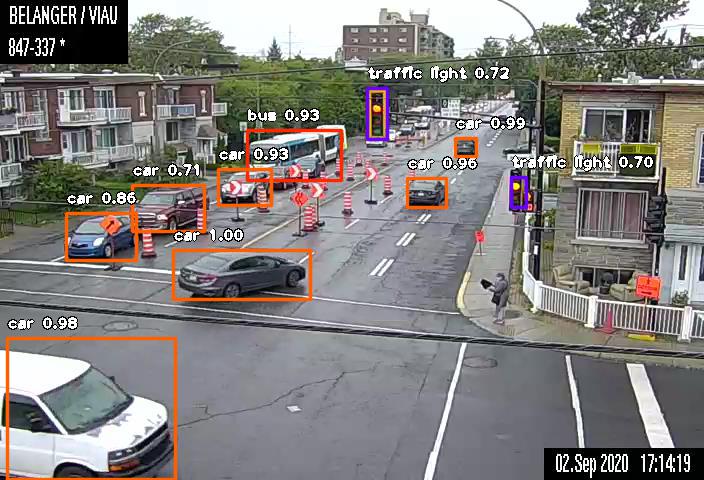 BELANGER / VIAU
847-337 *
traffic light 0.72
bus 0.93
car 0.99
car 0.93
car 0.96
traffic light 0.70
car 0.71
car 0.86
car 1.00
car 0.98
02.Sep 2020 17:14:19